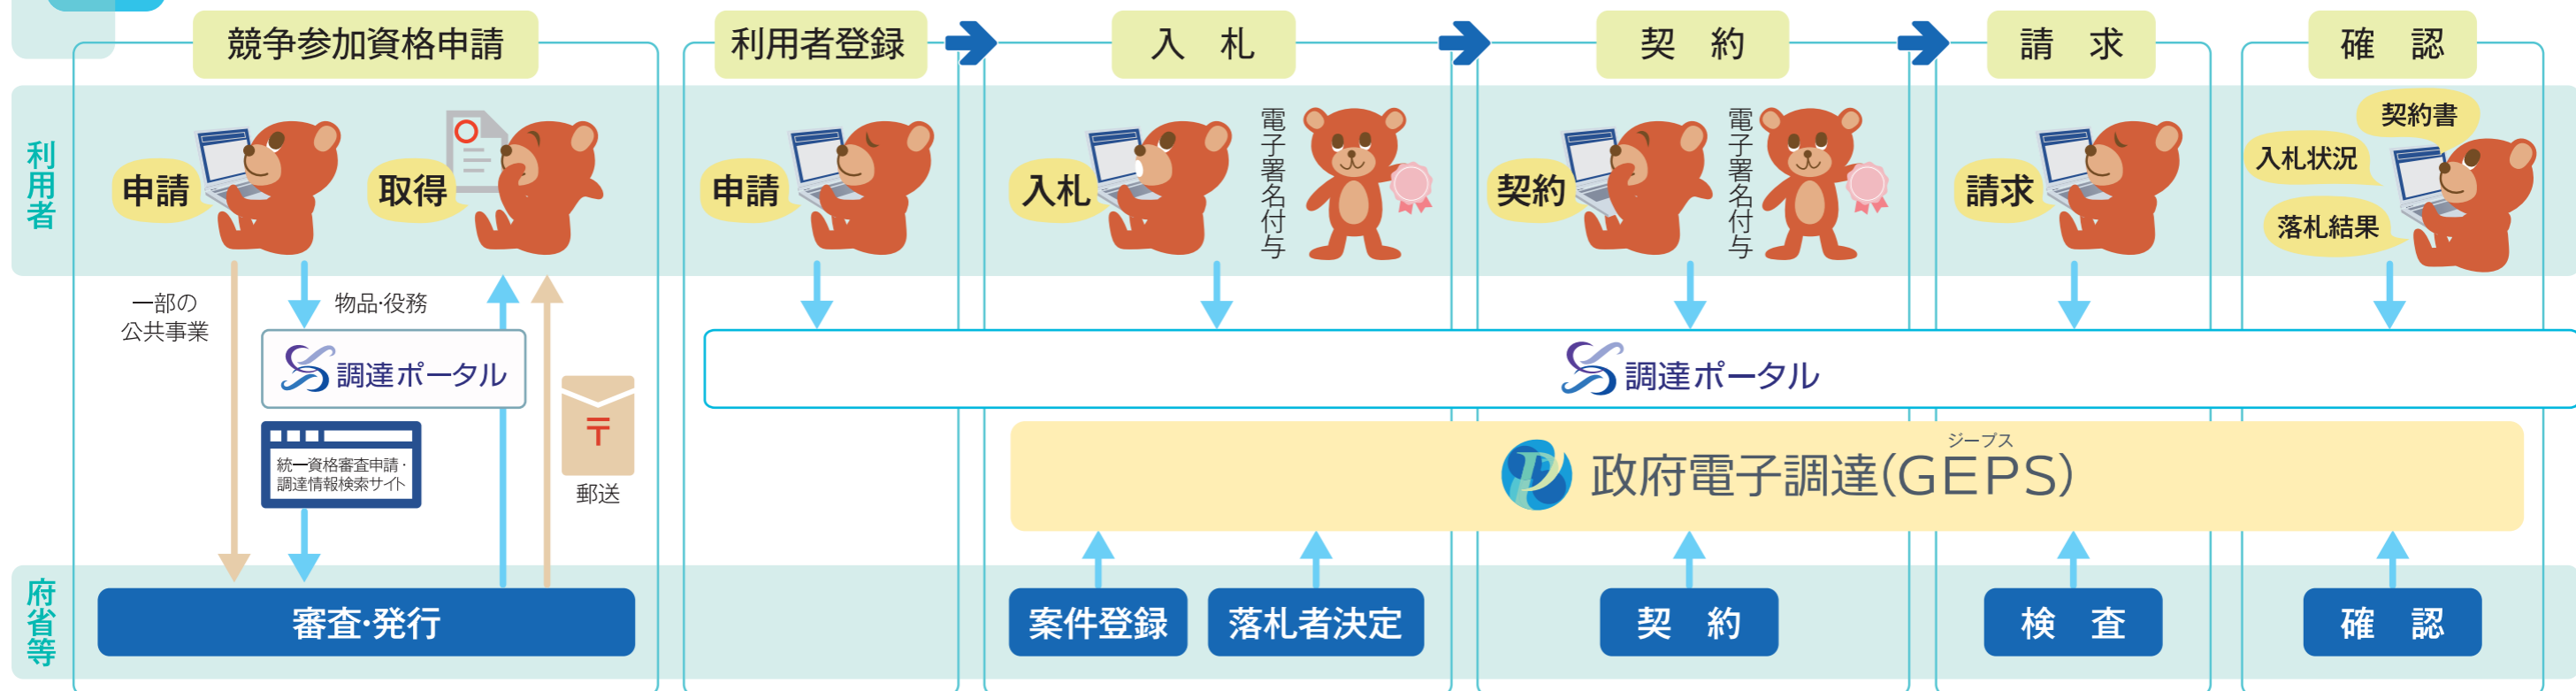 競争参加資格申請
利用者登録
入　札
契　約
請　求
確　認
利用者
申請
取得
申請
入札
電子署名付与
契約
電子署名付与
請求
契約書
入札状況
落札結果
一部の
公共事業
物品・役務
調達ポータル
統一資格審査申請・
調達情報検索サイト
〒
郵送
調達ポータル
ジープス
政府電子調達(GEPS)
府省等
審査・発行
案件登録
落札者決定
契　約
検　査
確　認